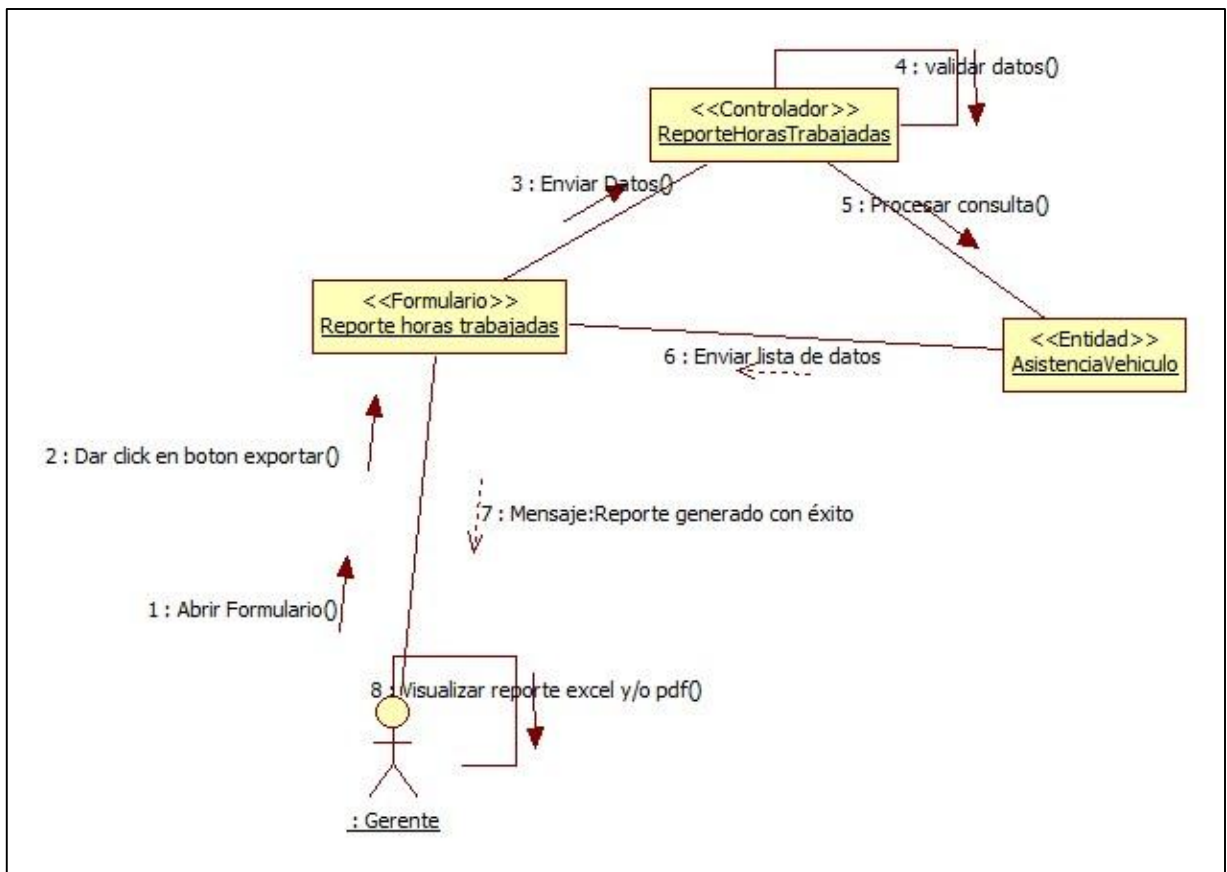 4 : validar datos()
<<Controlador>>
ReporteHorasTrabajadas
3 : Enviar Datos()
5 : Procesar consulta()
<<Formulario>>
Reporte horas trabajadas
<<Entidad>>
AsistenciaVehiculo
6 : Enviar lista de datos
2 : Dar click en boton exportar()
7 : Mensaje:Reporte generado con éxito
1 : Abrir Formulario()
8 : Visualizar reporte excel y/o pdf()
: Gerente